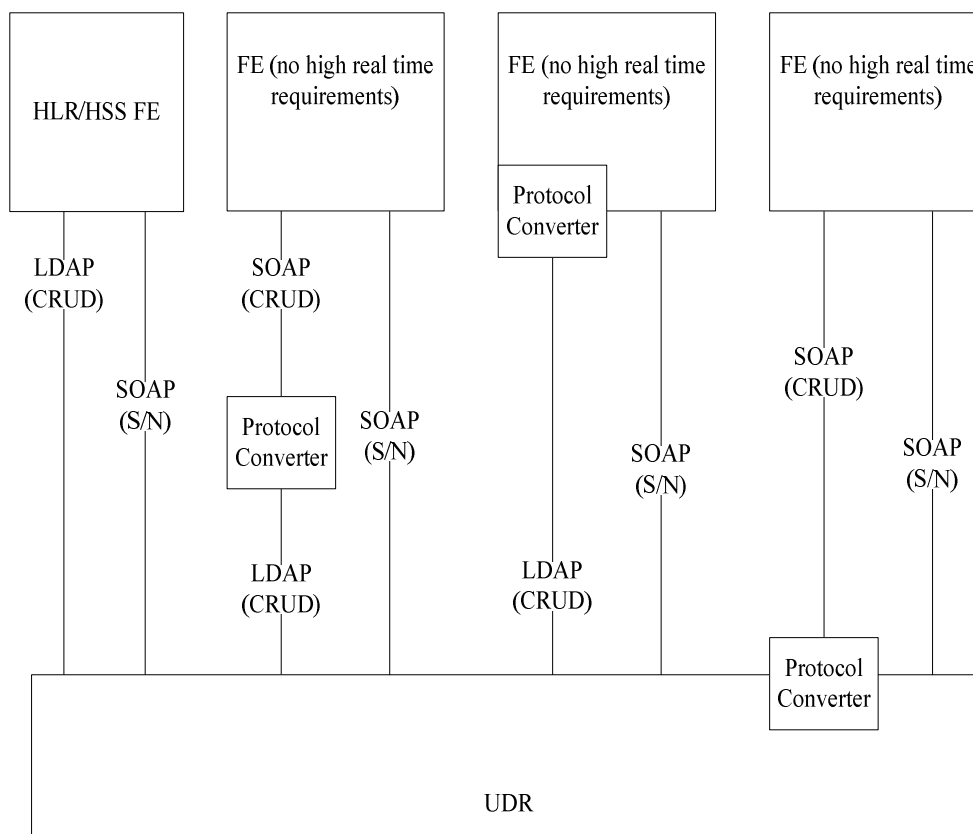 HLR/HSS FE
FE (no high real time
requirements)
FE (no high real time
requirements)
FE (no high real time
requirements)
Protocol
Converter
LDAP
(CRUD)
SOAP
(CRUD)
SOAP
(S/N)
Protocol
Converter
SOAP
(S/N)
SOAP
(S/N)
SOAP
(CRUD)
SOAP
(S/N)
LDAP
(CRUD)
LDAP
(CRUD)
Protocol
Converter
UDR